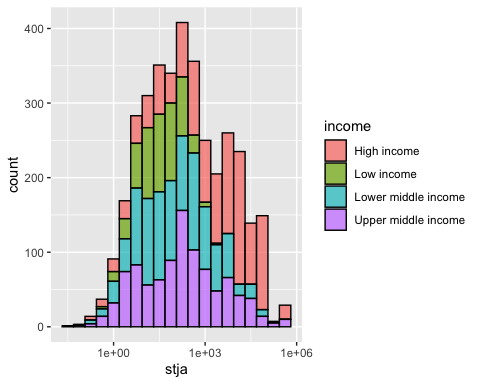 400
300
200
100
0
count
1e+00
1e+03
1e+06
stja
income
High income
Low income
Lower middle income
Upper middle income